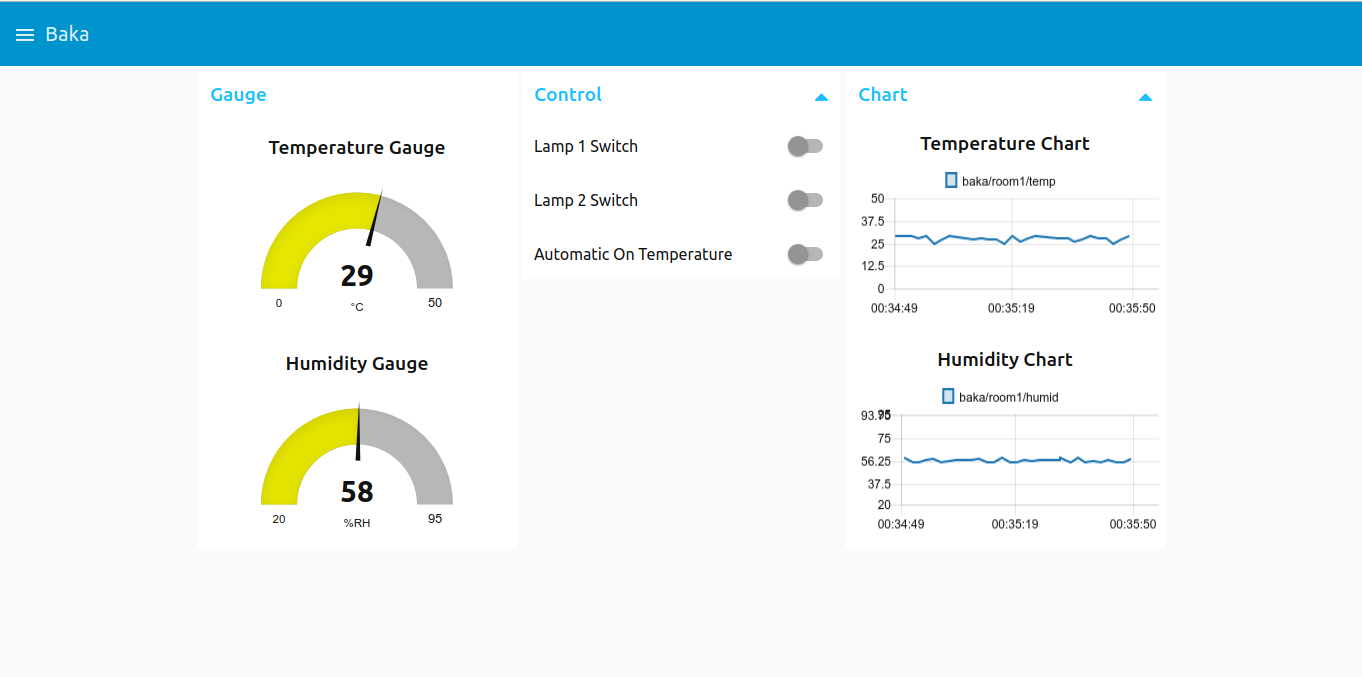 Baka
Gauge
Temperature Gauge
29
0
°C
50
Humidity Gauge
58
20
%RH
95
Control
Lamp 1 Switch
Lamp 2 Switch
Automatic On Temperature
Chart
Temperature Chart
baka/room1/temp
50
37.5
25
12.5
0
00:34:49 00:35:19 00:35:50
Humidity Chart
baka/room1/humid
95
93.75
75
56.25
37.5
20
00:34:49 00:35:19 00:35:50